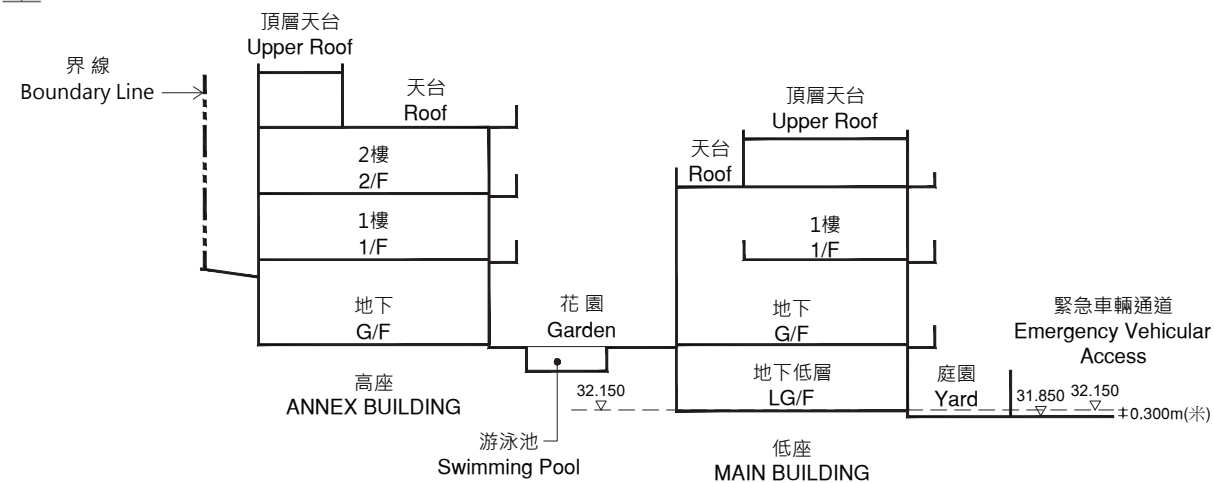 頂層天台
Upper Roof
界 線
Boundary Line
天台
Roof
2樓
2/F
1樓
1/F
地下
G/F
高座
ANNEX BUILDING
花 園
Garden
游泳池
Swimming Pool
頂層天台
Upper Roof
天台
Roof
1樓
1/F
地下
G/F
地下低層
LG/F
32.150
低座
MAIN BUILDING
庭園
Yard
緊急車輛通道
Emergency Vehicular
Access
31.850
32.150
0.300m(米)